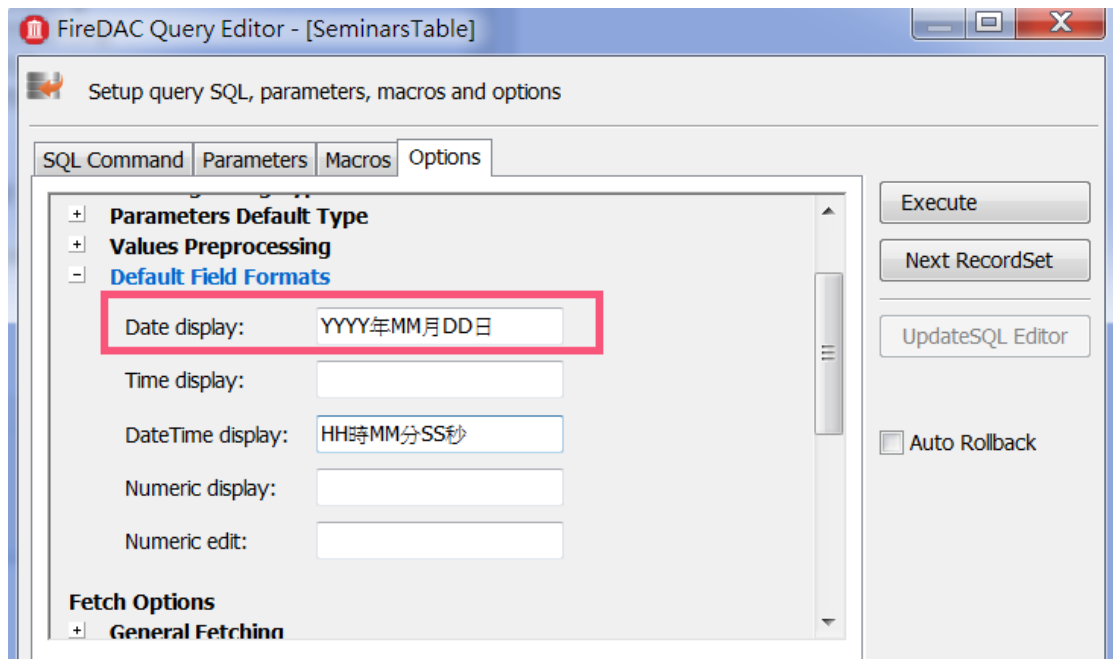 FireDAC Query Editor - [SeminarsTable]
Setup query SQL, parameters, macros and options
SQL Command Parameters Macros Options
Parameters Default Type
Values Preprocessing
Default Field Formats
Date display: YYYY年MM月DD日
Time display:
DateTime display: HH時MM分SS秒
Numeric display:
Numeric edit:
Fetch Options
General Fetching
Execute
Next RecordSet
UpdateSQL Editor
Auto Rollback